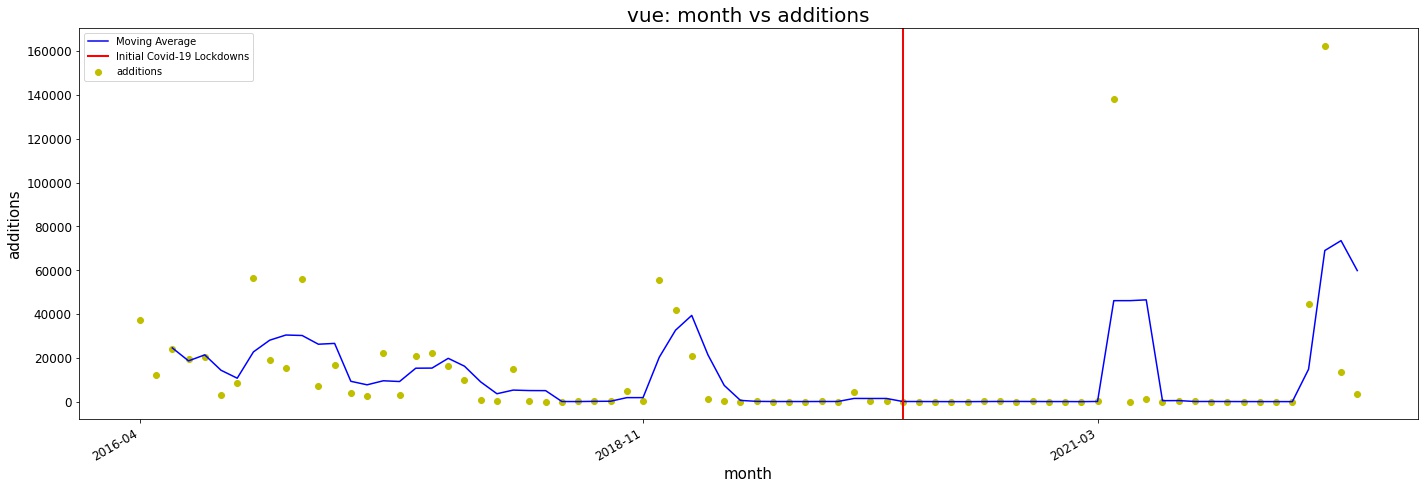 vue: month vs additions
Moving Average
Initial Covid-19 Lockdowns
additions
additions
160000
140000
120000
100000
80000
60000
40000
20000
0
2016-04
2018-11
2021-03
month